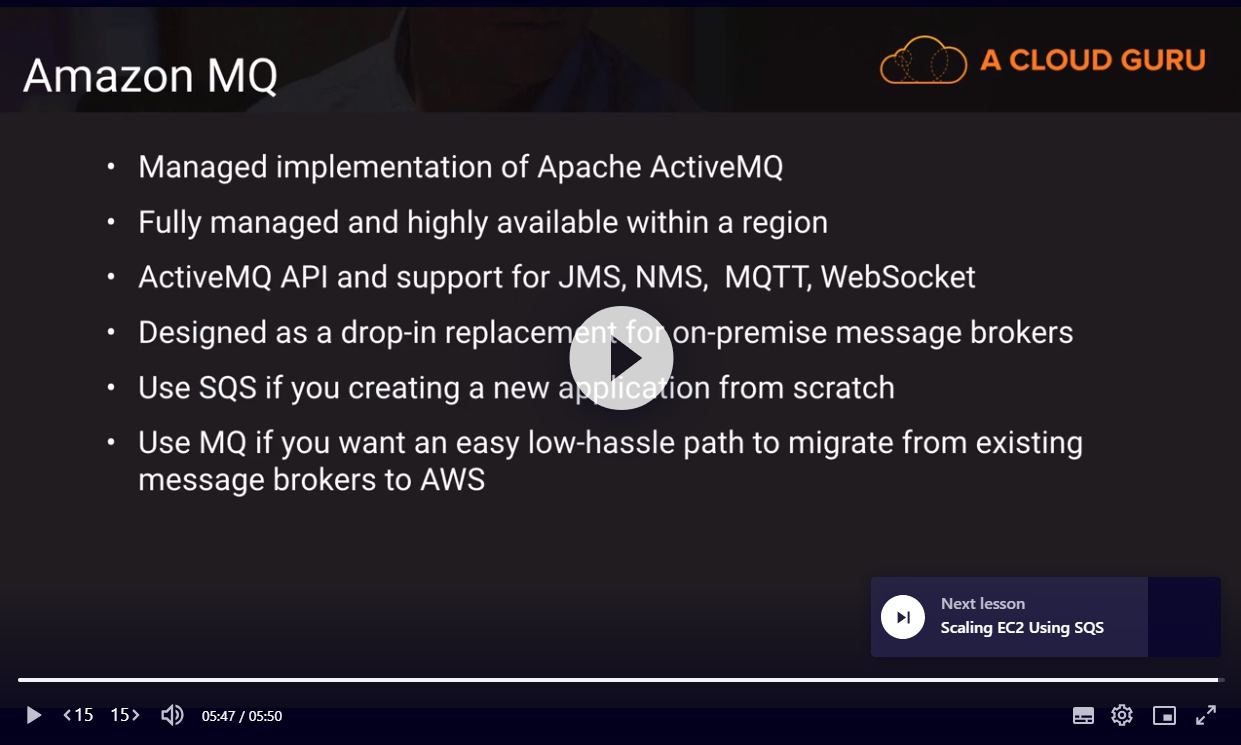 Amazon MQ
A CLOUD GURU
• Managed implementation of Apache ActiveMQ
• Fully managed and highly available within a region
• ActiveMQ API and support for JMS, NMS,  MQTT, WebSocket
• Designed as a drop-in replacement for on-premise message brokers
• Use SQS if you creating a new application from scratch
• Use MQ if you want an easy low-hassle path to migrate from existing
message brokers to AWS
Next lesson
Scaling EC2 Using SQS
<15 15> 05:47 / 05:50